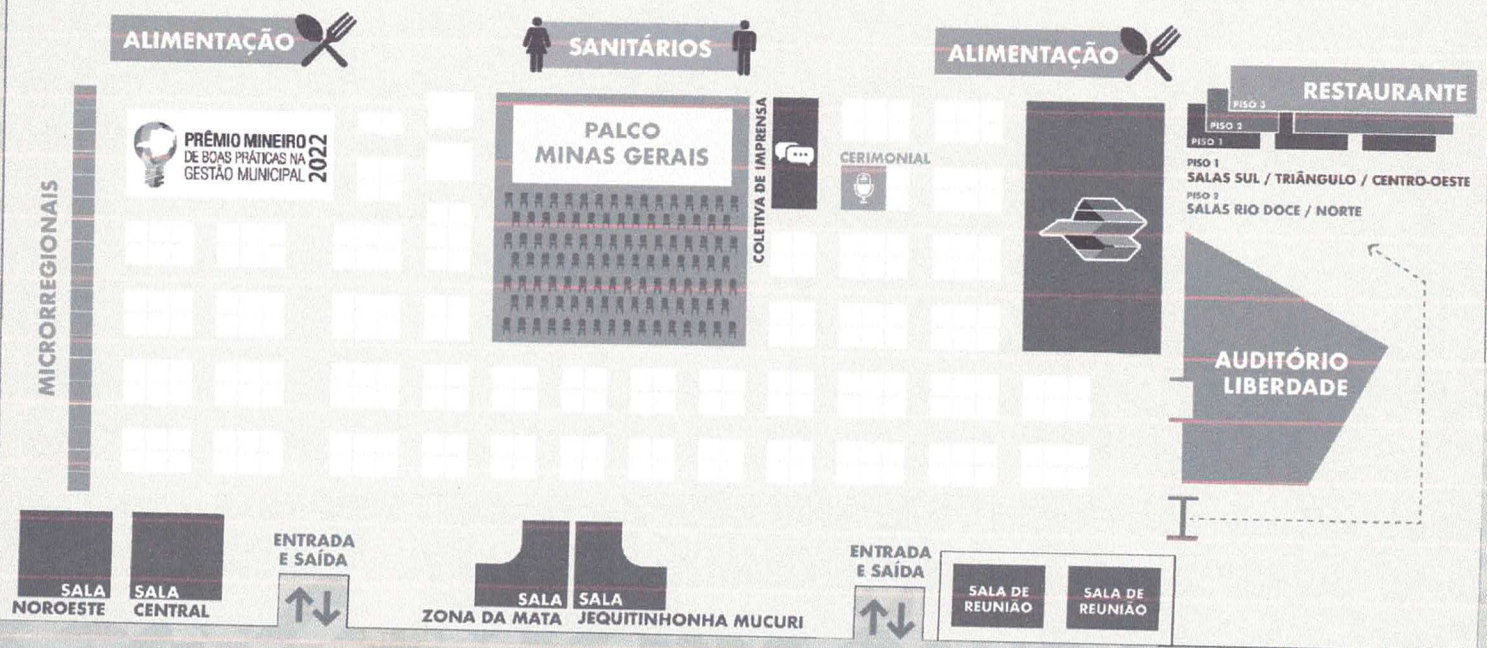 ALIMENTAÇÃO
SANITÁRIOS
ALIMENTAÇÃO
RESTAURANTE
PISO 3
PISO 2
PISO 1
PISO 1
SALAS SUL / TRIÂNGULO / CENTRO-OESTE
PISO 2
SALAS RIO DOCE / NORTE
MICRORREGIONAIS
PRÊMIO MINEIRO
DE BOAS PRÁTICAS NA
GESTÃO MUNICIPAL
2022
PALCO
MINAS GERAIS
COLETIVA DE IMPRENSA
CERIMONIAL
AUDITÓRIO
LIBERDADE
SALA
NOROESTE
SALA
CENTRAL
ENTRADA
E SAÍDA
SALA
ZONA DA MATA
SALA
JEQUITINHONHA MUCURI
ENTRADA
E SAÍDA
SALA DE
REUNIÃO
SALA DE
REUNIÃO